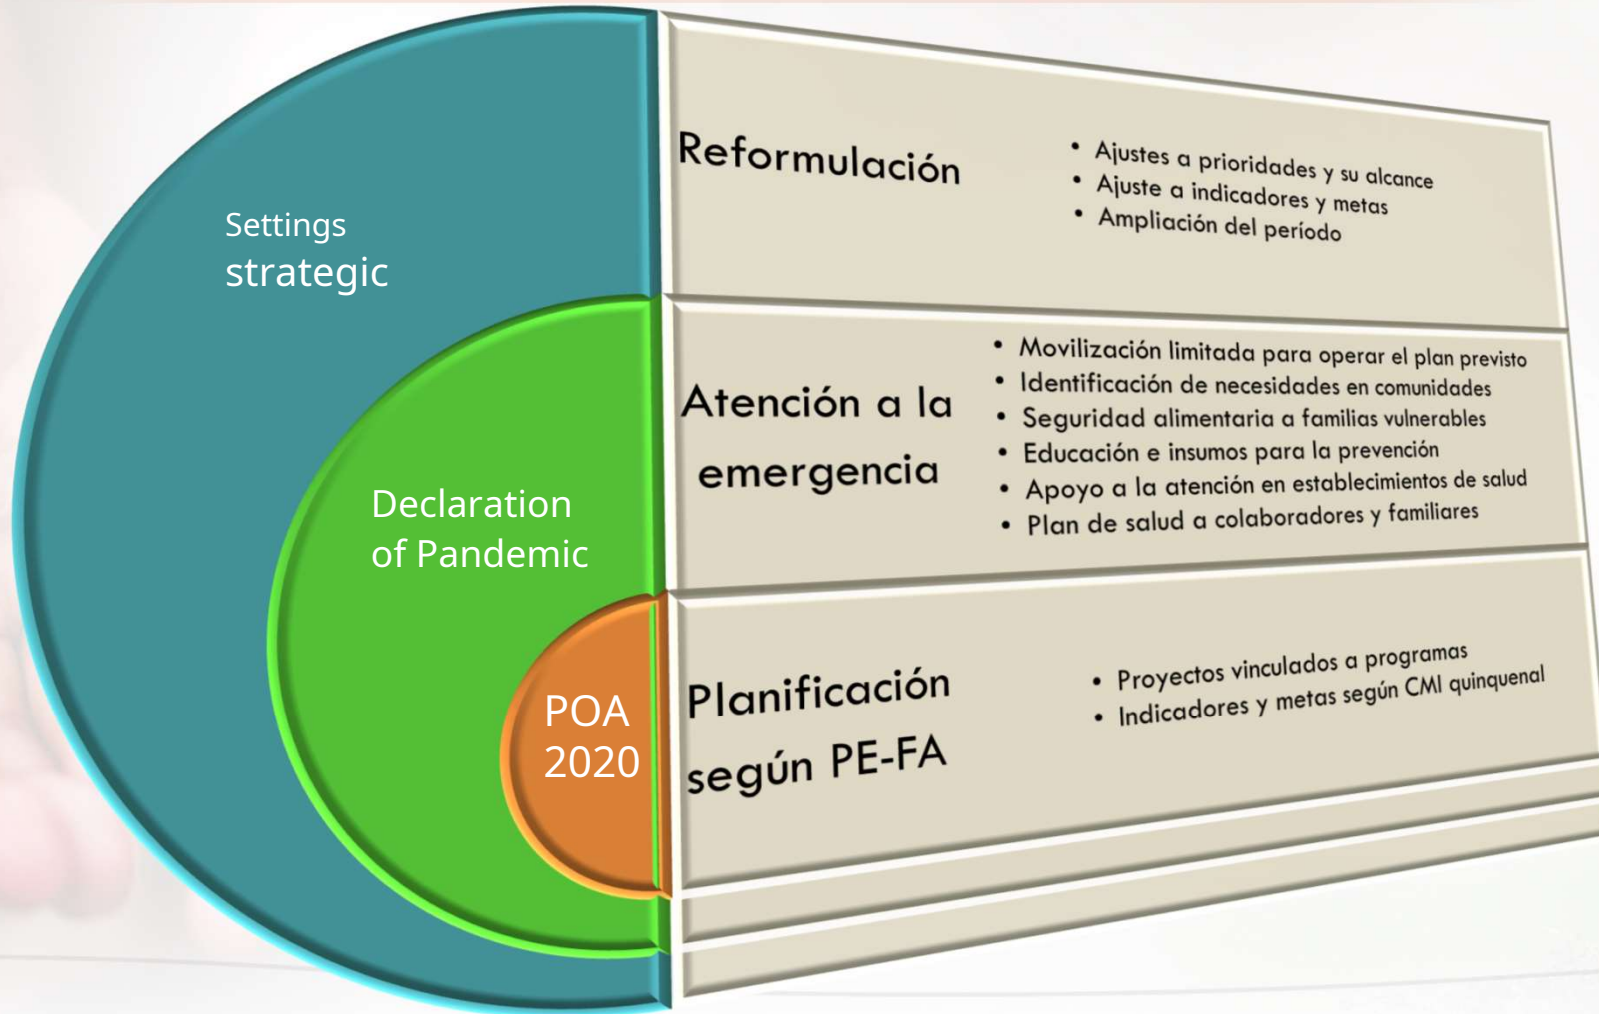 Settings
strategic
Reformulación
• Ajustes a prioridades y su alcance
• Ajuste a indicadores y metas
• Ampliación del período
Declaration
of Pandemic
Atención a la
emergencia
• Movilización limitada para operar el plan previsto
• Identificación de necesidades en comunidades
• Seguridad alimentaria a familias vulnerables
• Educación e insumos para la prevención
• Apoyo a la atención en establecimientos de salud
• Plan de salud a colaboradores y familiares
POA
2020
Planificación
según PE-FA
• Proyectos vinculados a programas
• Indicadores y metas según CMI quinquenal